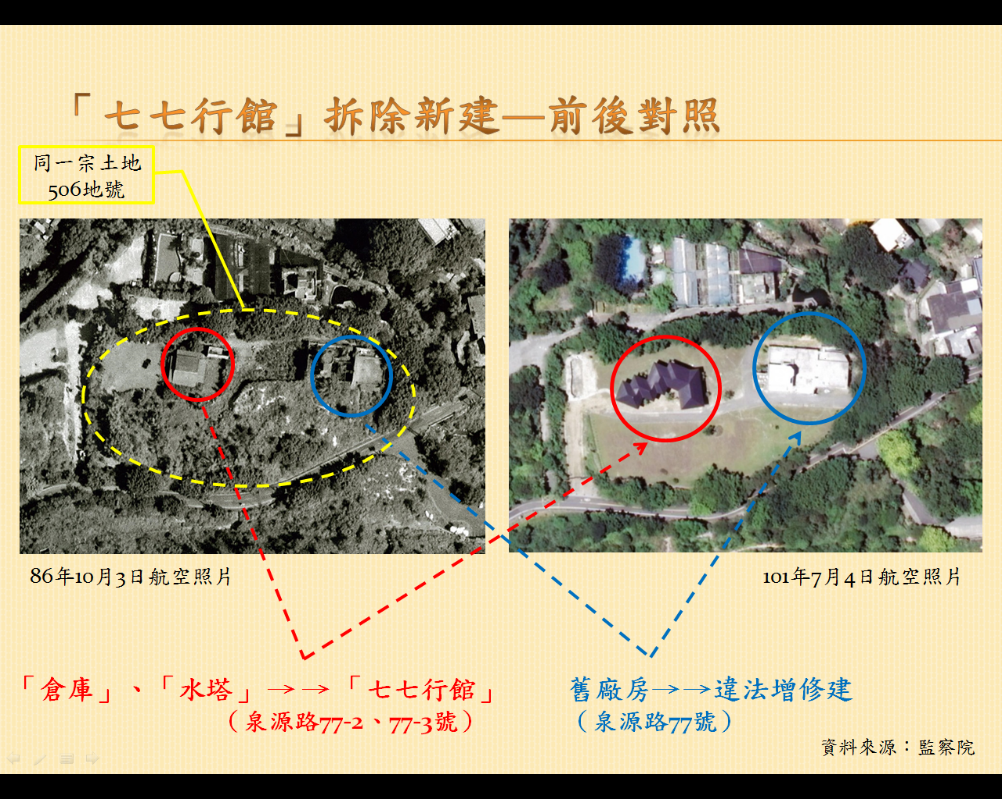 「七七行館」拆除新建—前後對照
同一宗土地
506地號
86年10月3日航空照片
101年7月4日航空照片
「倉庫」、「水塔」→→「七七行館」
（泉源路77-2、77-3號）
舊廠房→→違法增修建
（泉源路77號）
資料來源：監察院